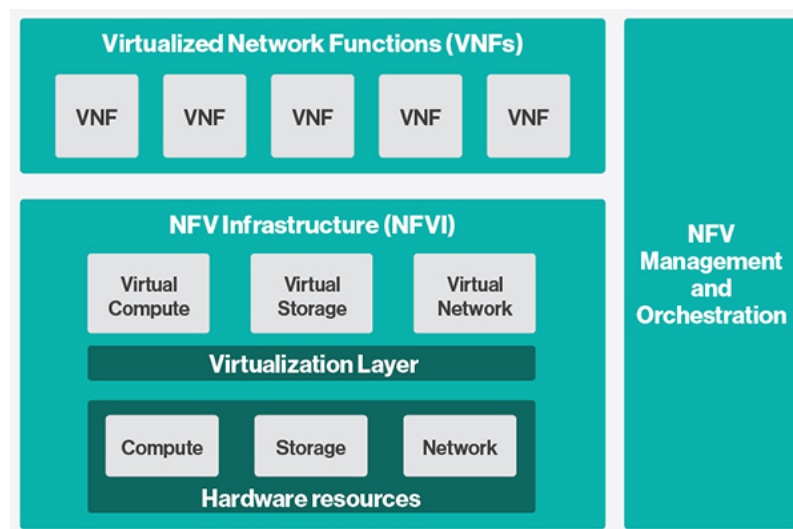 Virtualized Network Functions (VNFs)
VNF
VNF
VNF
VNF
VNF
NFV Infrastructure (NFVI)
Virtual
Compute
Virtual
Storage
Virtual
Network
Virtualization Layer
Compute
Storage
Network
Hardware resources
NFV
Management
and
Orchestration